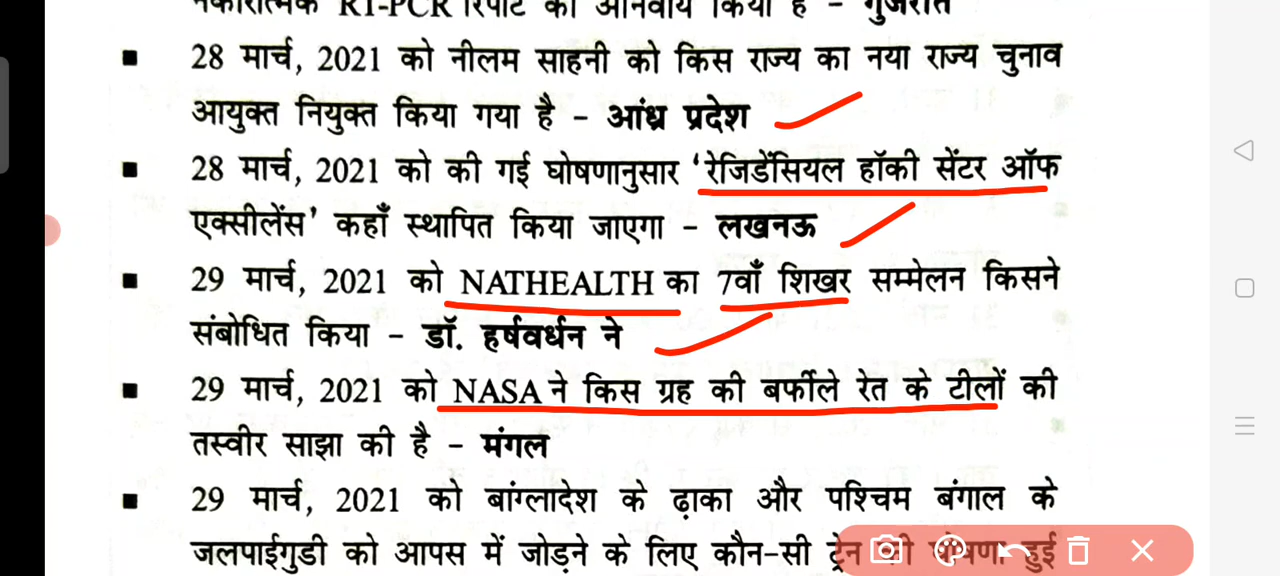 नकारात्मक RT-PCR रिपोर्ट को अनिवार्य किया है – गुजरात
■ 28 मार्च, 2021 को नीलम साहनी को किस राज्य का नया राज्य चुनाव
आयुक्त नियुक्त किया गया है – आंध्र प्रदेश
■ 28 मार्च, 2021 को की गई घोषणानुसार ‘रेजिडेंसियल हॉकी सेंटर ऑफ
एक्सीलेंस’ कहाँ स्थापित किया जाएगा – लखनऊ
■ 29 मार्च, 2021 को NATHEALTH का 7वाँ शिखर सम्मेलन किसने
संबोधित किया – डॉ. हर्षवर्धन ने
■ 29 मार्च, 2021 को NASA ने किस ग्रह की बर्फीले रेत के टीलों की
तस्वीर साझा की है – मंगल
■ 29 मार्च, 2021 को बांग्लादेश के ढ़ाका और पश्चिम बंगाल के
जलपाईगुडी को आपस में जोड़ने के लिए कौन-सी ट्रेन की घोषणा हुई